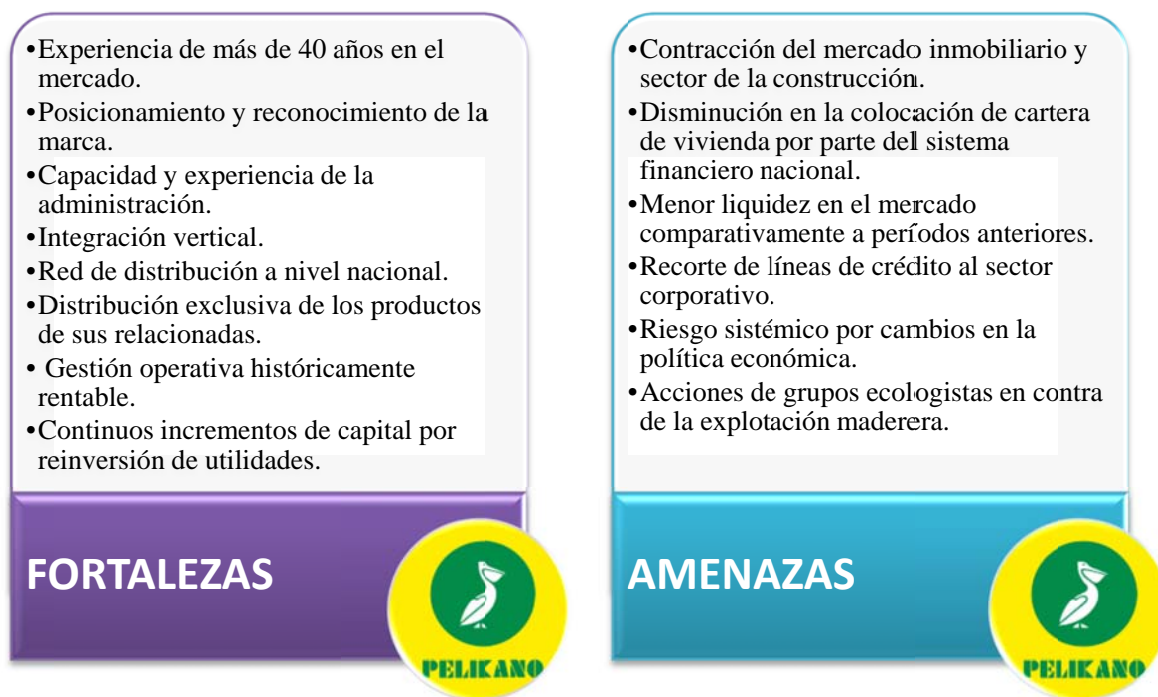 •Experiencia de más de 40 años en el
mercado.
•Posicionamiento y reconocimiento de la
marca.
•Capacidad y experiencia de la
administración.
•Integración vertical.
•Red de distribución a nivel nacional.
•Distribución exclusiva de los productos
de sus relacionadas.
• Gestión operativa históricamente
rentable.
•Continuos incrementos de capital por
reinversión de utilidades.
FORTALEZAS
PELIKANO
•Contracción del mercado inmobiliario y
sector de la construcción.
•Disminución en la colocación de cartera
de vivienda por parte del sistema
financiero nacional.
•Menor liquidez en el mercado
comparativamente a períodos anteriores.
•Recorte de líneas de crédito al sector
corporativo.
•Riesgo sistémico por cambios en la
política económica.
•Acciones de grupos ecologistas en contra
de la explotación maderera.
AMENAZAS
PELIKANO